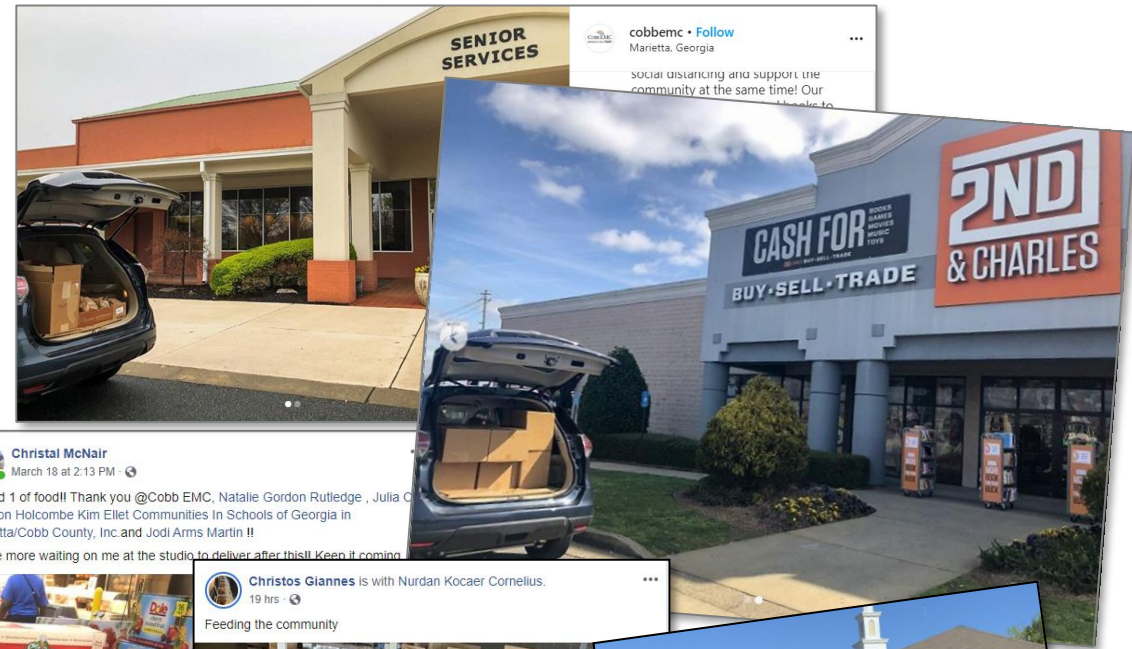 SENIOR
SERVICES
cobbemc • Follow
Marietta, Georgia
social distancing and support the
community at the same time! Our
books to
2ND
& CHARLES
CASH FOR
BOOKS
GAMES
MOVIES
MUSIC
TOYS
BUY-SELL-TRADE
BUY•SELL•TRADE
Christal McNair
March 18 at 2:13 PM ·
1 of food!! Thank you @Cobb EMC, Natalie Gordon Rutledge , Julia
Holcombe Kim Ellet Communities In Schools of Georgia in
/Cobb County, Inc.and Jodi Arms Martin !!
more waiting on me at the studio to deliver after this!! Keep it coming
Dole
Christos Giannes is with Nurdan Kocaer Cornelius.
19 hrs ·
Feeding the community